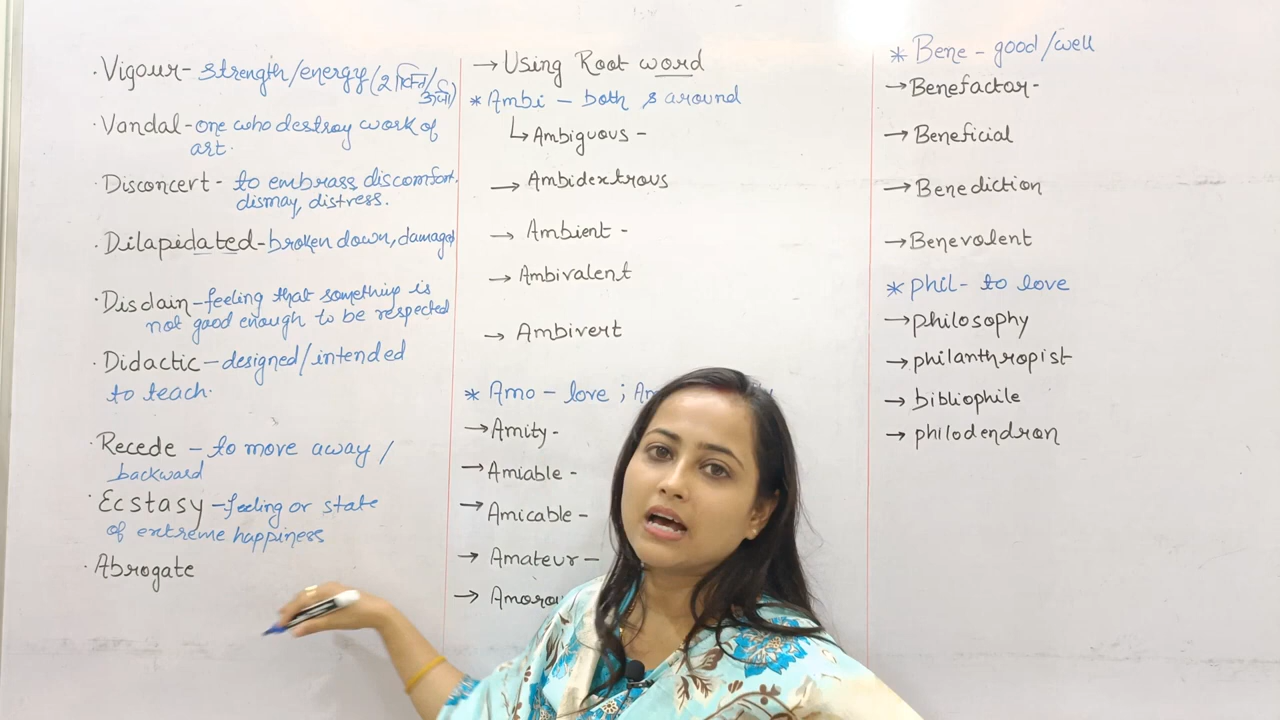 · Vigour - strength/energy (शक्ति/
ऊर्जा)
· Vandal - one who destroy work of
art.
· Disconcert - to embrass discomfort.
dismay, distress.
· Dilapidated - broken down, damaged
· Disdain - feeling that something is
not good enough to be respected
· Didactic - designed/intended
to teach.
· Recede - to move away /
backward
· Ecstasy - feeling or state
of extreme happiness
· Abrogate
→ Using Root word
* Ambi - both & around
↳ Ambiguous -
→ Ambidextrous
→ Ambient -
→ Ambivalent
→ Ambivert
* Amo - love ;
→ Amity -
→ Amiable -
→ Amicable -
→ Amateur -
→
* Bene - good/well
→ Benefactor -
→ Beneficial
→ Benediction
→ Benevolent
* phil - to love
→ philosophy
→ philanthropist
→ bibliophile
→ philodendron